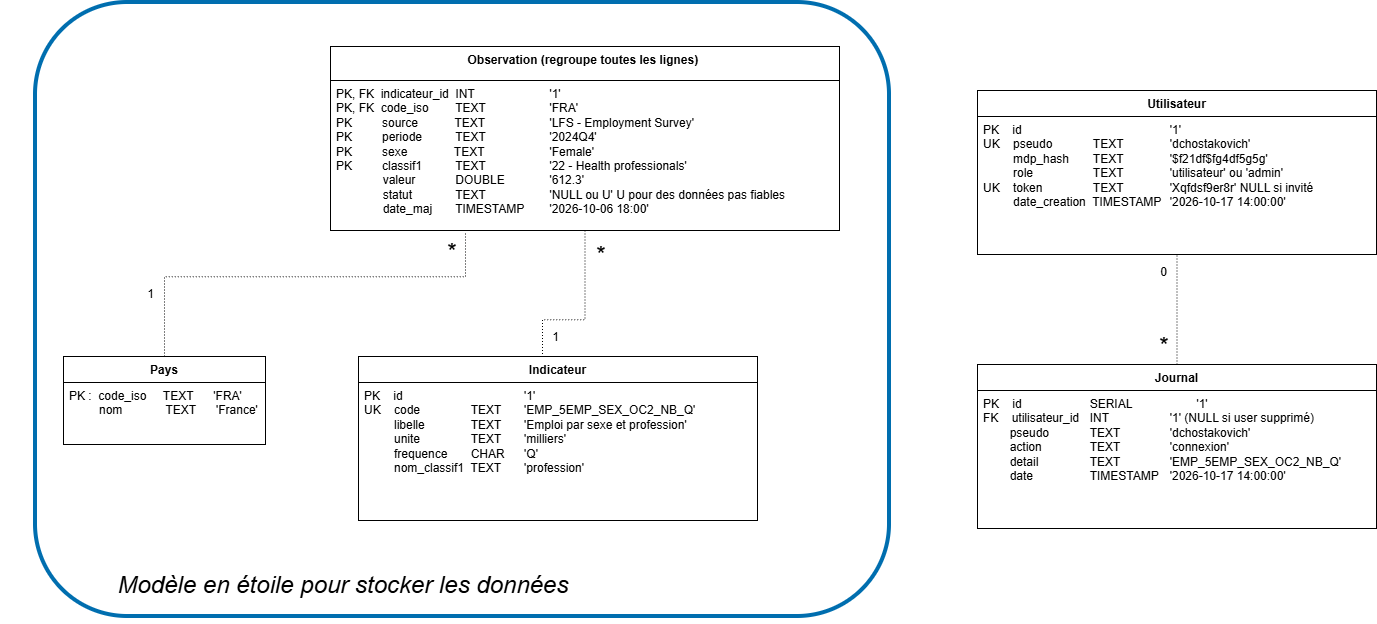 Observation (regroupe toutes les lignes)
PK, FK indicateur_id INT '1'
PK, FK code_iso TEXT 'FRA'
PK source TEXT 'LFS - Employment Survey'
PK periode TEXT '2024Q4'
PK sexe TEXT 'Female'
PK classif1 TEXT '22 - Health professionals'
valeur DOUBLE '612.3'
statut TEXT 'NULL ou U' U pour des données pas fiables
date_maj TIMESTAMP '2026-10-06 18:00'
* *
1
1
Pays
PK : code_iso TEXT 'FRA'
nom TEXT 'France'
Indicateur
PK id '1'
UK code TEXT 'EMP_5EMP_SEX_OC2_NB_Q'
libelle TEXT 'Emploi par sexe et profession'
unite TEXT 'milliers'
frequence CHAR 'Q'
nom_classif1 TEXT 'profession'
Modèle en étoile pour stocker les données
Utilisateur
PK id '1'
UK pseudo TEXT 'dchostakovich'
mdp_hash TEXT '$f21df$fg4df5g5g'
role TEXT 'utilisateur' ou 'admin'
UK token TEXT 'Xqfdsf9er8r' NULL si invité
date_creation TIMESTAMP '2026-10-17 14:00:00'
0
*
Journal
PK id SERIAL '1'
FK utilisateur_id INT '1' (NULL si user supprimé)
pseudo TEXT 'dchostakovich'
action TEXT 'connexion'
detail TEXT 'EMP_5EMP_SEX_OC2_NB_Q'
date TIMESTAMP '2026-10-17 14:00:00'